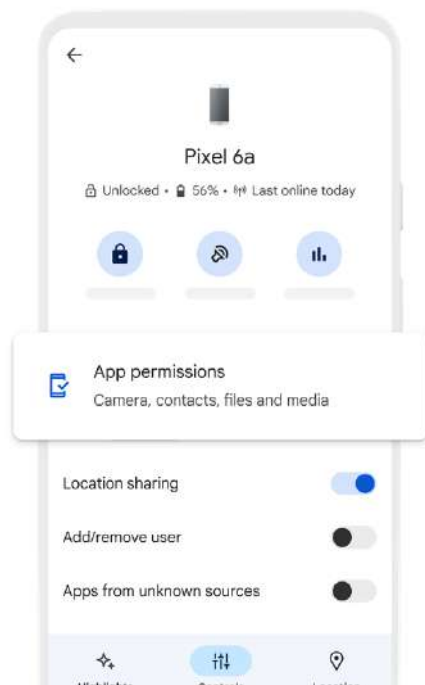 Pixel 6a
Unlocked • 56% • Last online today
App permissions
Camera, contacts, files and media
Location sharing
Add/remove user
Apps from unknown sources